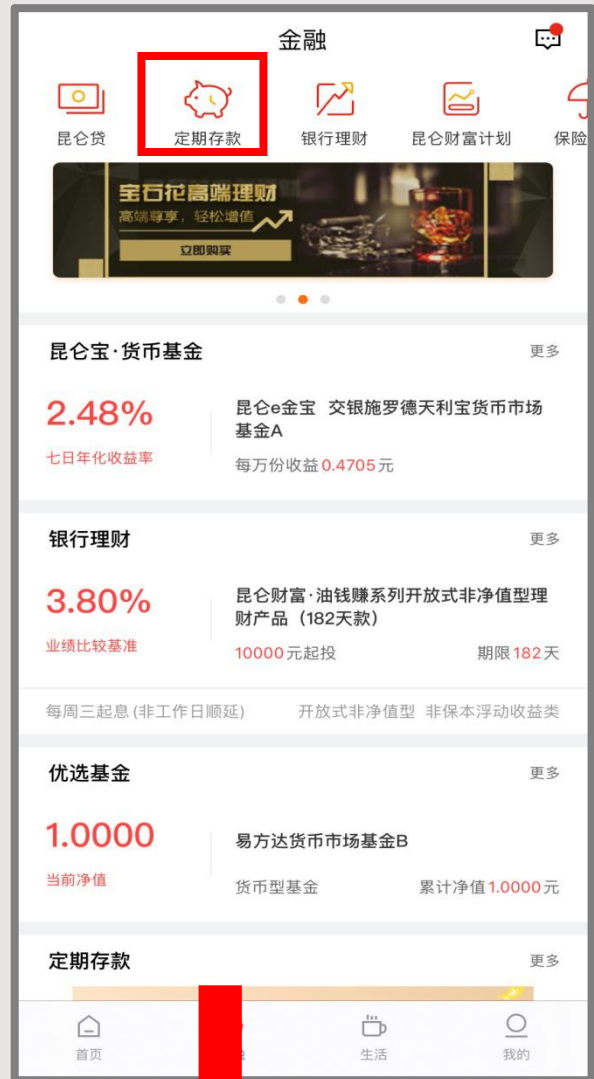 金融
昆仑贷 定期存款 银行理财 昆仑财富计划 保险
宝石花高端理财
高端尊享，轻松增值
立即购买
昆仑宝·货币基金 更多
2.48% 昆仑e金宝 交银施罗德天利宝货币市场
基金A
七日年化收益率 每万份收益0.4705元
银行理财 更多
3.80% 昆仑财富·油钱赚系列开放式非净值型理
财产品（182天款）
业绩比较基准 10000元起投 期限182天
每周三起息(非工作日顺延) 开放式非净值型 非保本浮动收益类
优选基金 更多
1.0000 易方达货币市场基金B
当前净值 货币型基金 累计净值1.0000元
定期存款 更多
首页 生活 我的